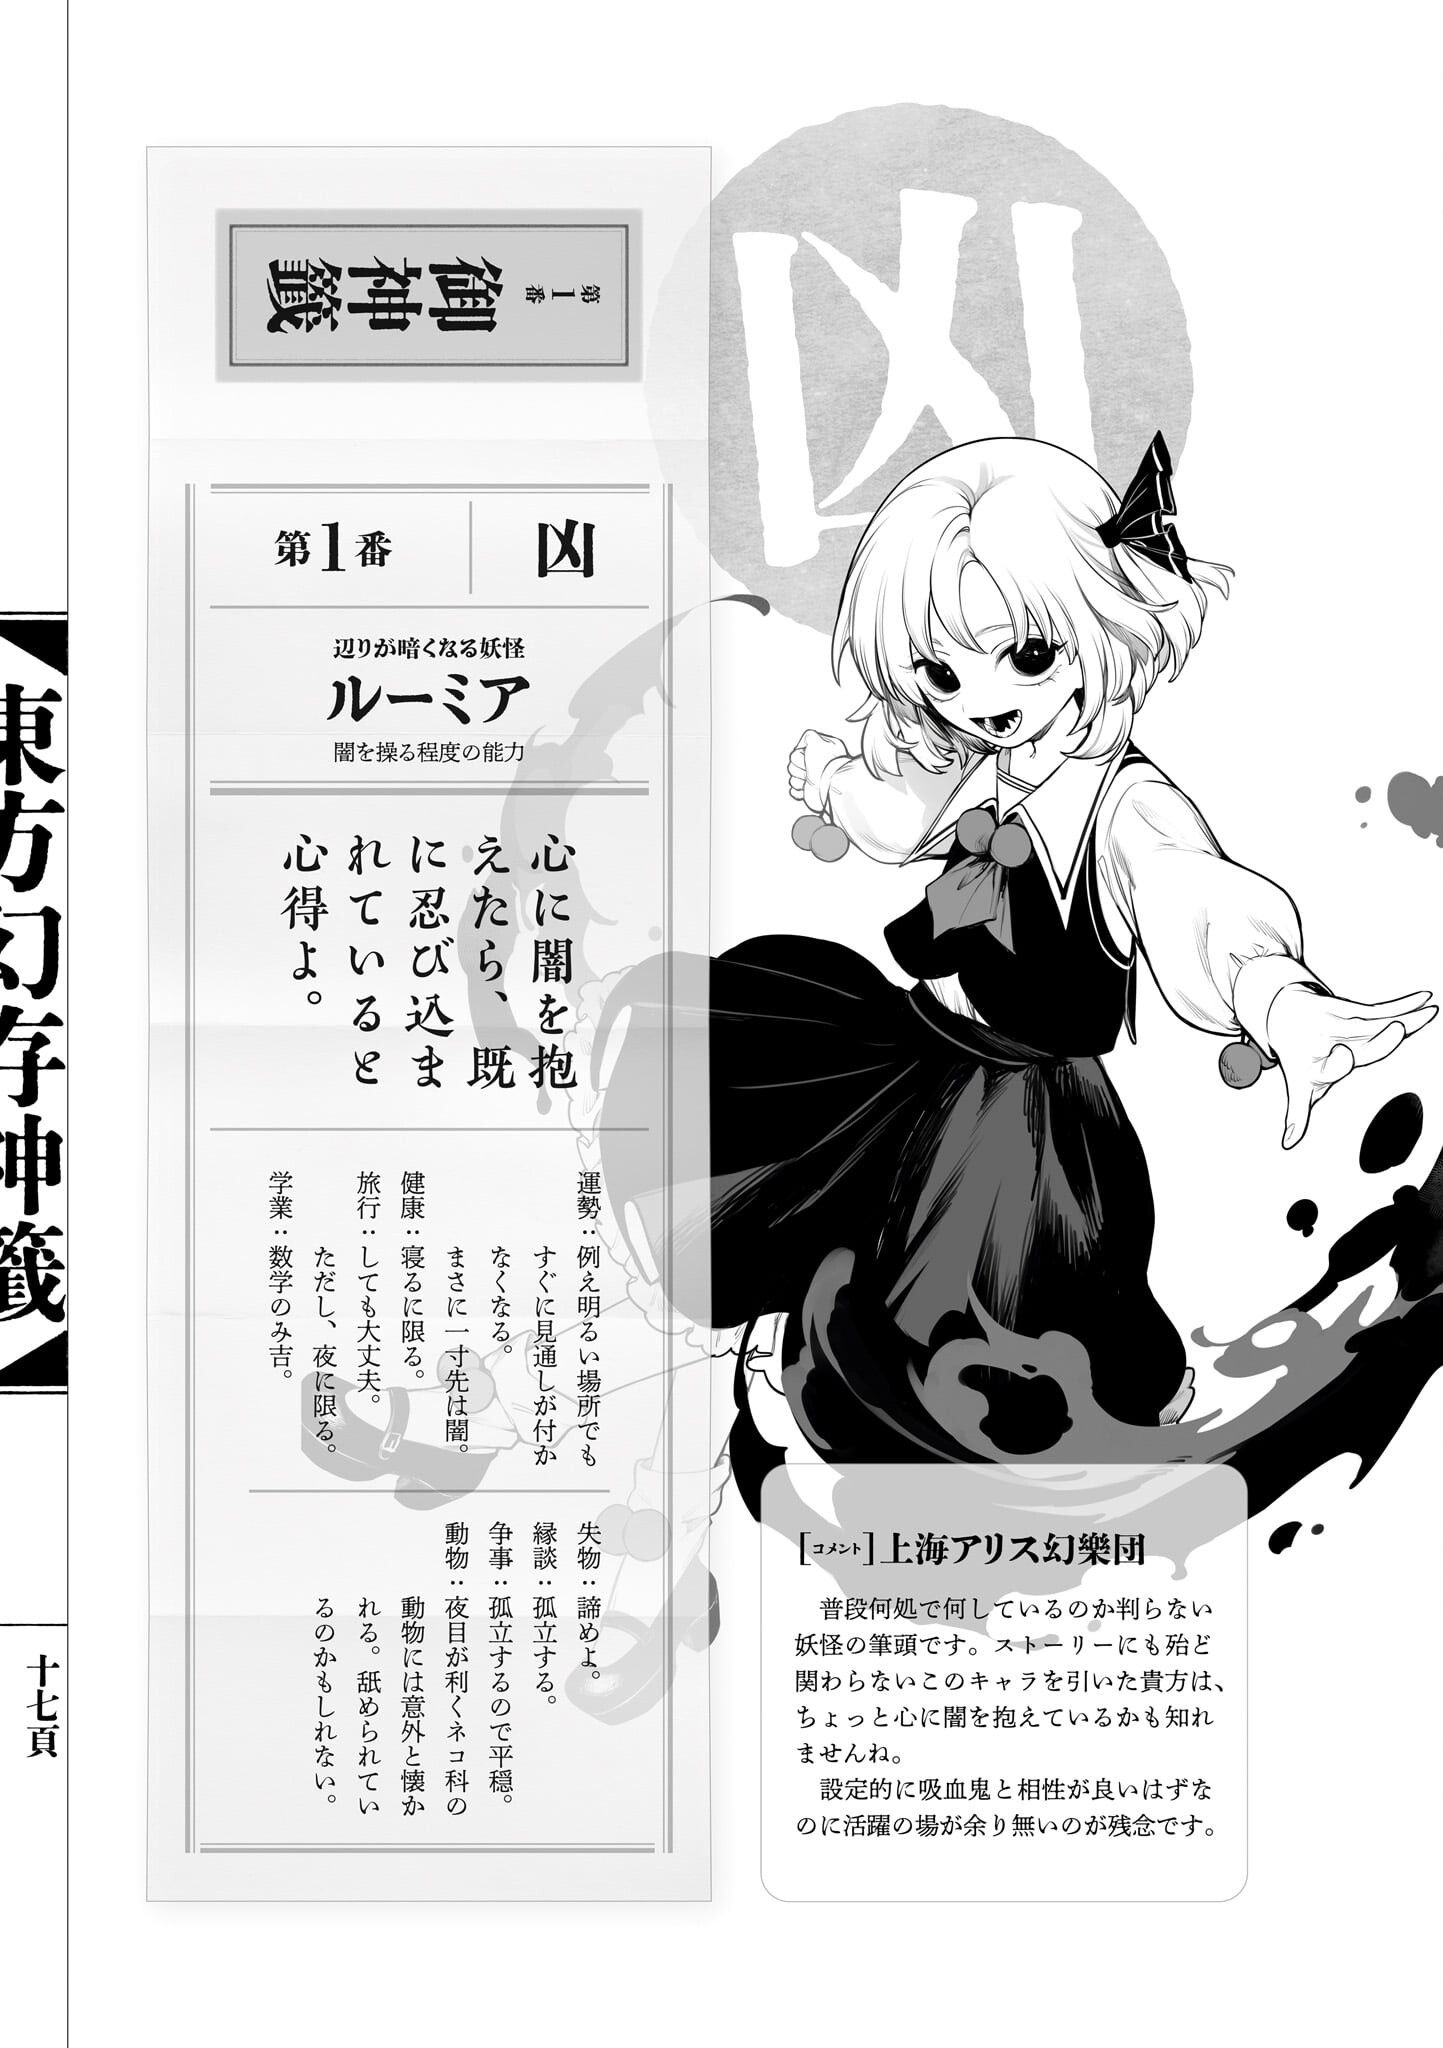 凶
御神籤
第1番
第1番
凶
辺りが暗くなる妖怪
ルーミア
闇を操る程度の能力
心に闇を抱
えたら、既
に忍び込ま
れていると
心得よ。
運勢：例え明るい場所でも
すぐに見通しが付か
なくなる。
まさに一寸先は闇。
健康：寝るに限る。
旅行：しても大丈夫。
ただし、夜に限る。
学業：数学のみ吉。
失物：諦めよ。
縁談：孤立する。
争事：孤立するので平穏。
動物：夜目が利くネコ科の
動物には意外と懐か
れる。舐められてい
るのかもしれない。
［コメント］上海アリス幻樂団
普段何処で何しているのか判らない
妖怪の筆頭です。ストーリーにも殆ど
関わらないこのキャラを引いた貴方は、
ちょっと心に闇を抱えているかも知れ
ませんね。
設定的に吸血鬼と相性が良いはずな
のに活躍の場が余り無いのが残念です。
【東方幻存神籤】
十七頁